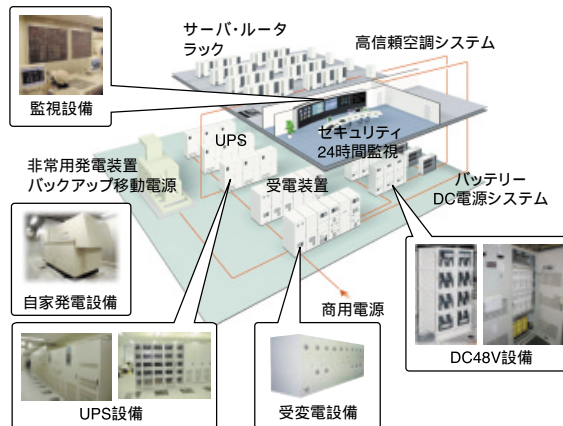 サーバ・ルータ
ラック
高信頼空調システム
監視設備
UPS
セキュリティ
24時間監視
非常用発電装置
バックアップ移動電源
受電装置
バッテリー
DC電源システム
自家発電設備
商用電源
DC48V設備
UPS設備
受変電設備